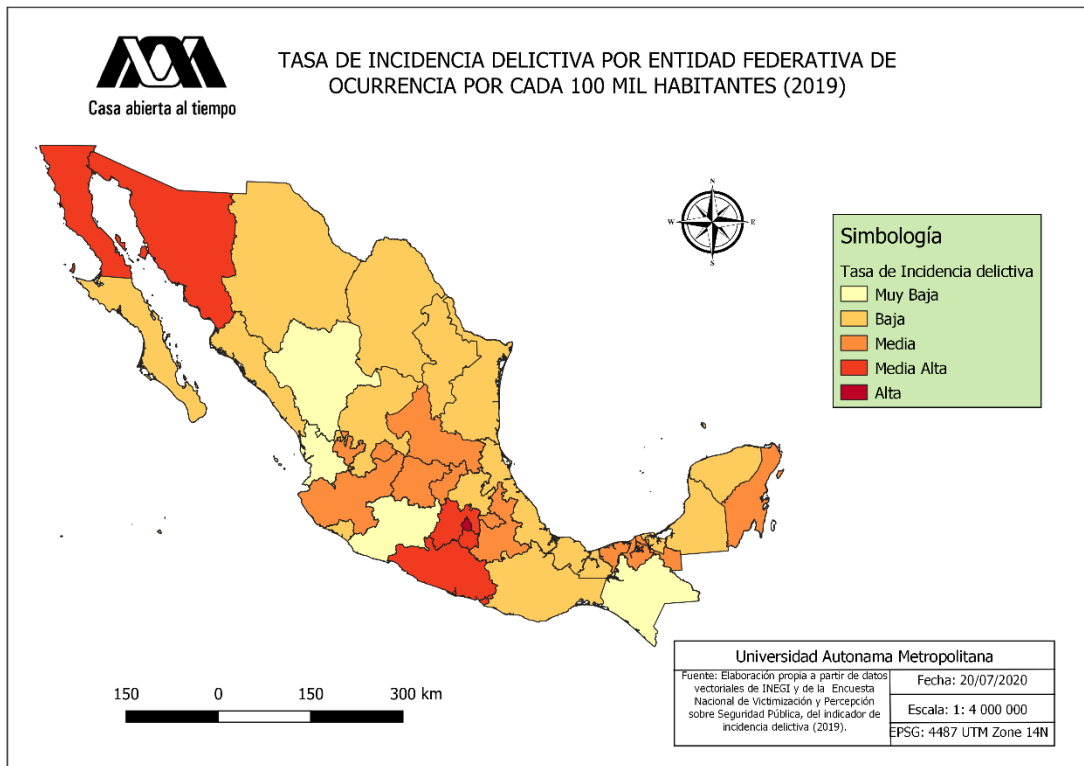 TASA DE INCIDENCIA DELICTIVA POR ENTIDAD FEDERATIVA DE
OCURRENCIA POR CADA 100 MIL HABITANTES (2019)
Casa abierta al tiempo
N
W
E
S
Simbología
Tasa de Incidencia delictiva
Muy Baja
Baja
Media
Media Alta
Alta
150 0 150 300 km
Universidad Autonoma Metropolitana
Fuente: Elaboración propia a partir de datos
vectoriales de INEGI y de la Encuesta
Nacional de Victimización y Percepción
sobre Seguridad Pública, del indicador de
incidencia delictiva (2019).
Fecha: 20/07/2020
Escala: 1: 4 000 000
EPSG: 4487 UTM Zone 14N